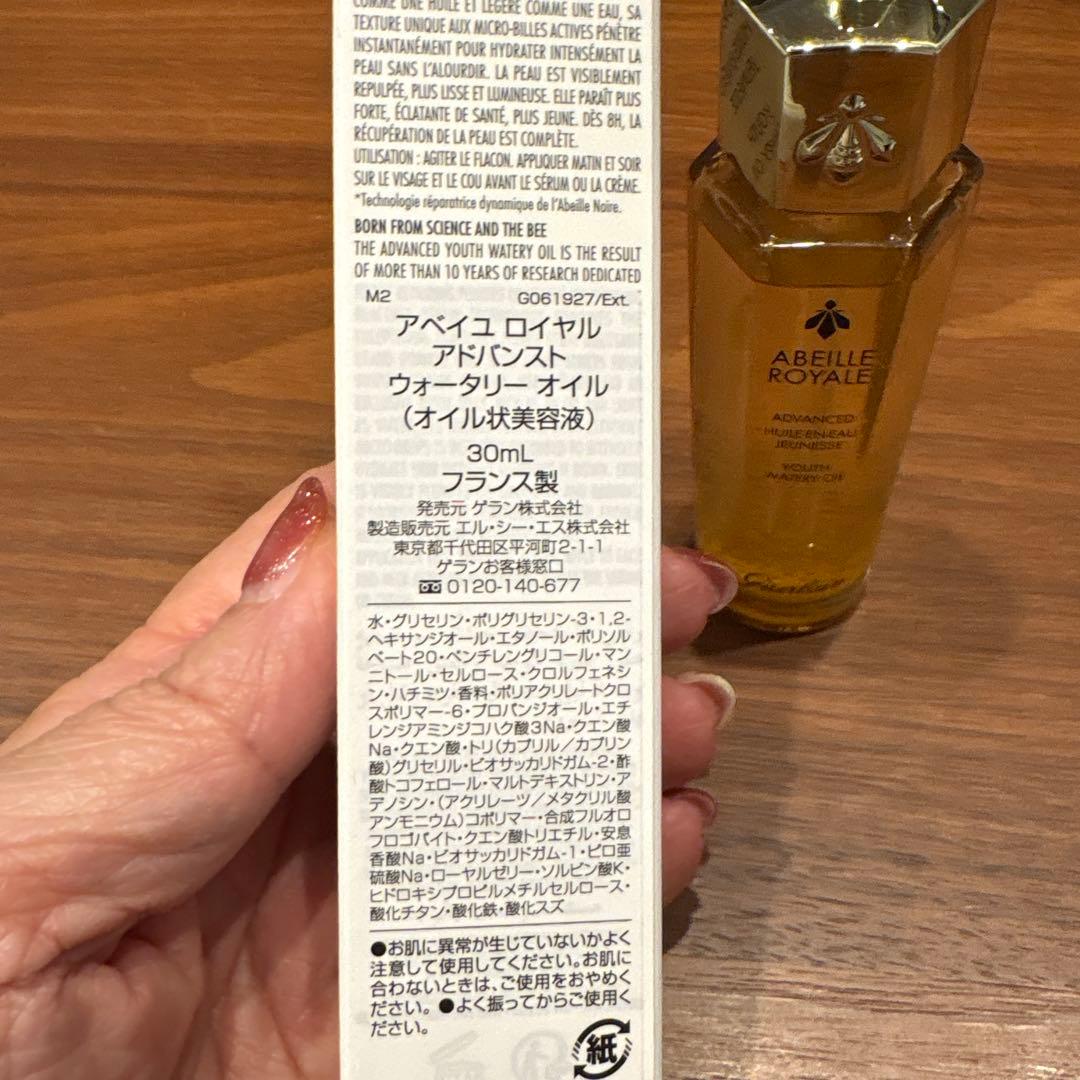 COMME UNE HUILE ET LÉGÈRE COMME UNE EAU, SA
TEXTURE UNIQUE AUX MICRO-BILLES ACTIVES PÉNÈTRE
INSTANTANÉMENT POUR HYDRATER INTENSÉMENT LA
PEAU SANS L'ALOURDIR. LA PEAU EST VISIBLEMENT
REPULPÉE, PLUS LISSE ET LUMINEUSE. ELLE PARAÎT PLUS
FORTE, ÉCLATANTE DE SANTÉ, PLUS JEUNE. DÈS 8H, LA
RÉCUPÉRATION DE LA PEAU EST COMPLÈTE.
UTILISATION : AGITER LE FLACON. APPLIQUER MATIN ET SOIR
SUR LE VISAGE ET LE COU AVANT LE SÉRUM OU LA CRÈME.
*Technologie réparatrice dynamique de l'Abeille Noire.
BORN FROM SCIENCE AND THE BEE
THE ADVANCED YOUTH WATERY OIL IS THE RESULT
OF MORE THAN 10 YEARS OF RESEARCH DEDICATED
M2 G061927/Ext.
アベイユ ロイヤル
アドバンスト
ウォータリー オイル
(オイル状美容液)
30mL
フランス製
発売元 ゲラン株式会社
製造販売元 エル・シー・エス株式会社
東京都千代田区平河町2-1-1
ゲランお客様窓口
0120-140-677
水・グリセリン・ポリグリセリン-3・1,2-
ヘキサンジオール・エタノール・ポリソル
ベート20・ペンチレングリコール・マン
ニトール・セルロース・クロルフェネシ
ン・ハチミツ・香料・ポリアクリレートクロ
スポリマー-6・プロパンジオール・エチ
レンジアミンジコハク酸3Na・クエン酸
Na・クエン酸・トリ(カプリル/カプリン
酸)グリセリル・ビオサッカリドガム-2・酢
酸トコフェロール・マルトデキストリン・ア
デノシン・(アクリレーツ/メタクリル酸
アンモニウム)コポリマー・合成フルオロ
フロゴパイト・クエン酸トリエチル・安息
香酸Na・ビオサッカリドガム-1・ピロ亜
硫酸Na・ローヤルゼリー・ソルビン酸K・
ヒドロキシプロピルメチルセルロース・
酸化チタン・酸化鉄・酸化スズ
●お肌に異常が生じていないかよく
注意して使用してください。お肌に
合わないときは、ご使用をおやめく
ださい。●よく振ってからご使用く
ださい。
紙
ABEILLE
ROYALE
ADVANCED
HUILE-EN-EAU
JEUNESSE
YOUTH
WATERY OIL
Guerlain